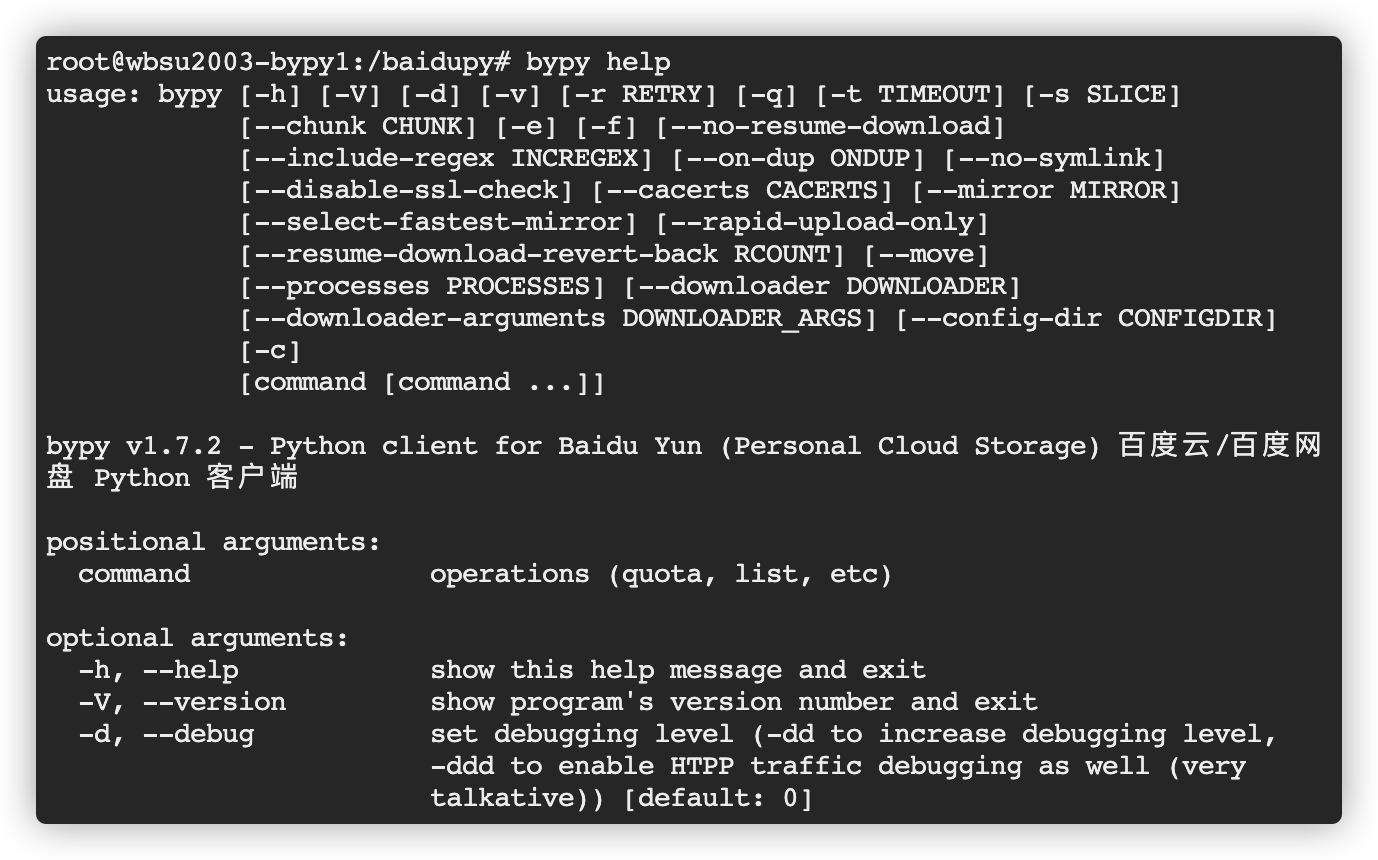 root@wbsu2003-bypy1:/baidupy# bypy help
usage: bypy [-h] [-V] [-d] [-v] [-r RETRY] [-q] [-t TIMEOUT] [-s SLICE]
            [--chunk CHUNK] [-e] [-f] [--no-resume-download]
            [--include-regex INCREGEX] [--on-dup ONDUP] [--no-symlink]
            [--disable-ssl-check] [--cacerts CACERTS] [--mirror MIRROR]
            [--select-fastest-mirror] [--rapid-upload-only]
            [--resume-download-revert-back RCOUNT] [--move]
            [--processes PROCESSES] [--downloader DOWNLOADER]
            [--downloader-arguments DOWNLOADER_ARGS] [--config-dir CONFIGDIR]
            [-c]
            [command [command ...]]

bypy v1.7.2 - Python client for Baidu Yun (Personal Cloud Storage) 百度云/百度网
盘 Python 客户端

positional arguments:
  command               operations (quota, list, etc)

optional arguments:
  -h, --help            show this help message and exit
  -V, --version         show program's version number and exit
  -d, --debug           set debugging level (-dd to increase debugging level,
                        -ddd to enable HTPP traffic debugging as well (very
                        talkative)) [default: 0]